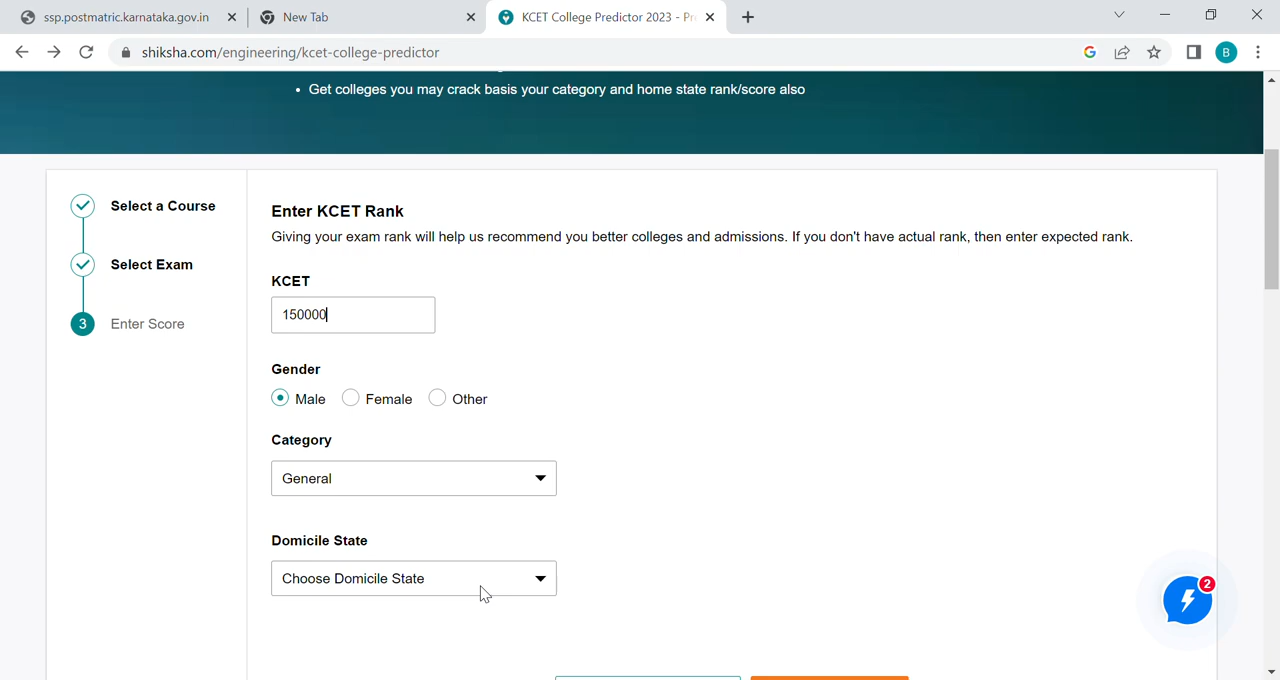 ssp.postmatric.karnataka.gov.in
New Tab
KCET College Predictor 2023 - Pr
shiksha.com/engineering/kcet-college-predictor
B
• Get colleges you may crack basis your category and home state rank/score also
Select a Course
Select Exam
3 Enter Score
Enter KCET Rank
Giving your exam rank will help us recommend you better colleges and admissions. If you don't have actual rank, then enter expected rank.
KCET
150000
Gender
Male Female Other
Category
General
Domicile State
Choose Domicile State
2